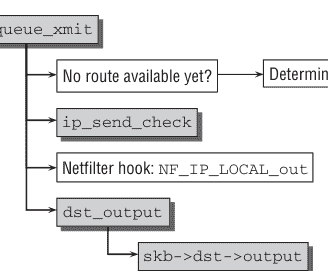 queue_xmit
No route available yet?
Determin
ip_send_check
Netfilter hook: NF_IP_LOCAL_out
dst_output
skb->dst->output